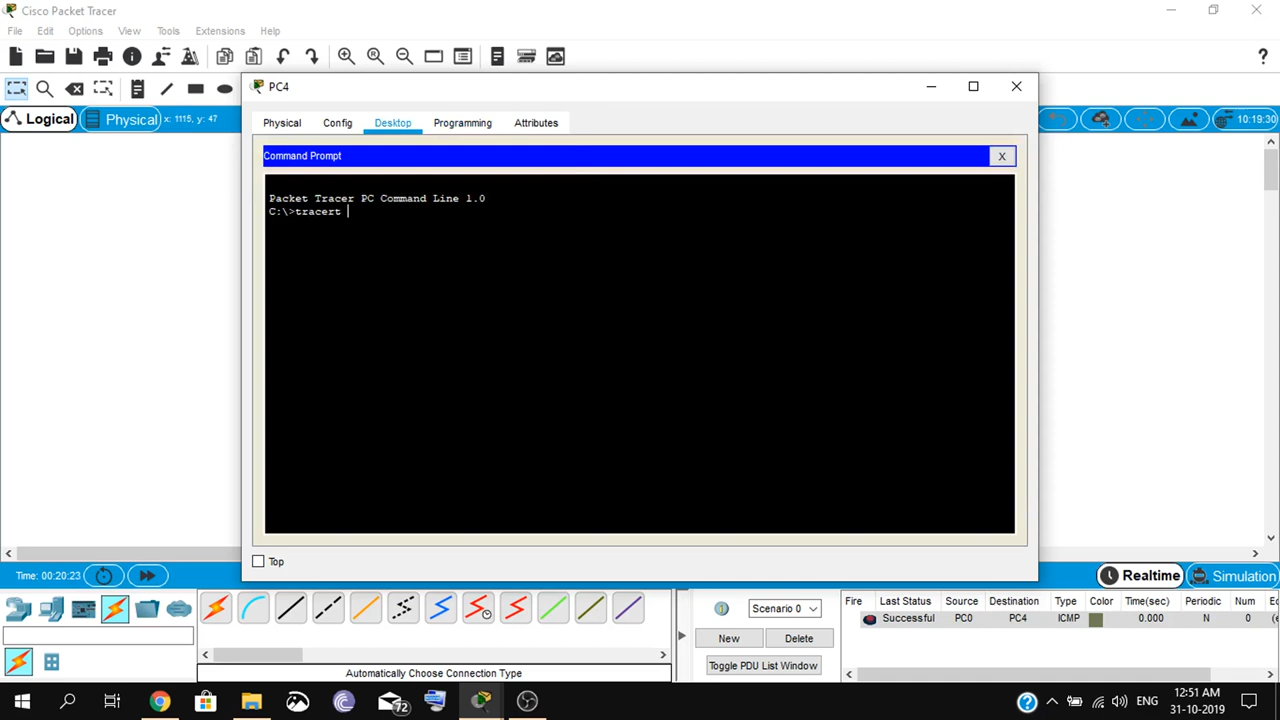 Cisco Packet Tracer
File Edit Options View Tools Extensions Help
?
Logical Physical x: 1115, y: 47 10:19:30
PC4
Physical Config Desktop Programming Attributes
Command Prompt X
Packet Tracer PC Command Line 1.0
C:\>tracert
Top
Time: 00:20:23 Realtime Simulation
Scenario 0
New Delete
Toggle PDU List Window
Fire Last Status Source Destination Type Color Time(sec) Periodic Num Ed
Successful PC0 PC4 ICMP 0.000 N 0 (e
Automatically Choose Connection Type
72 ? ENG 12:51 AM
31-10-2019